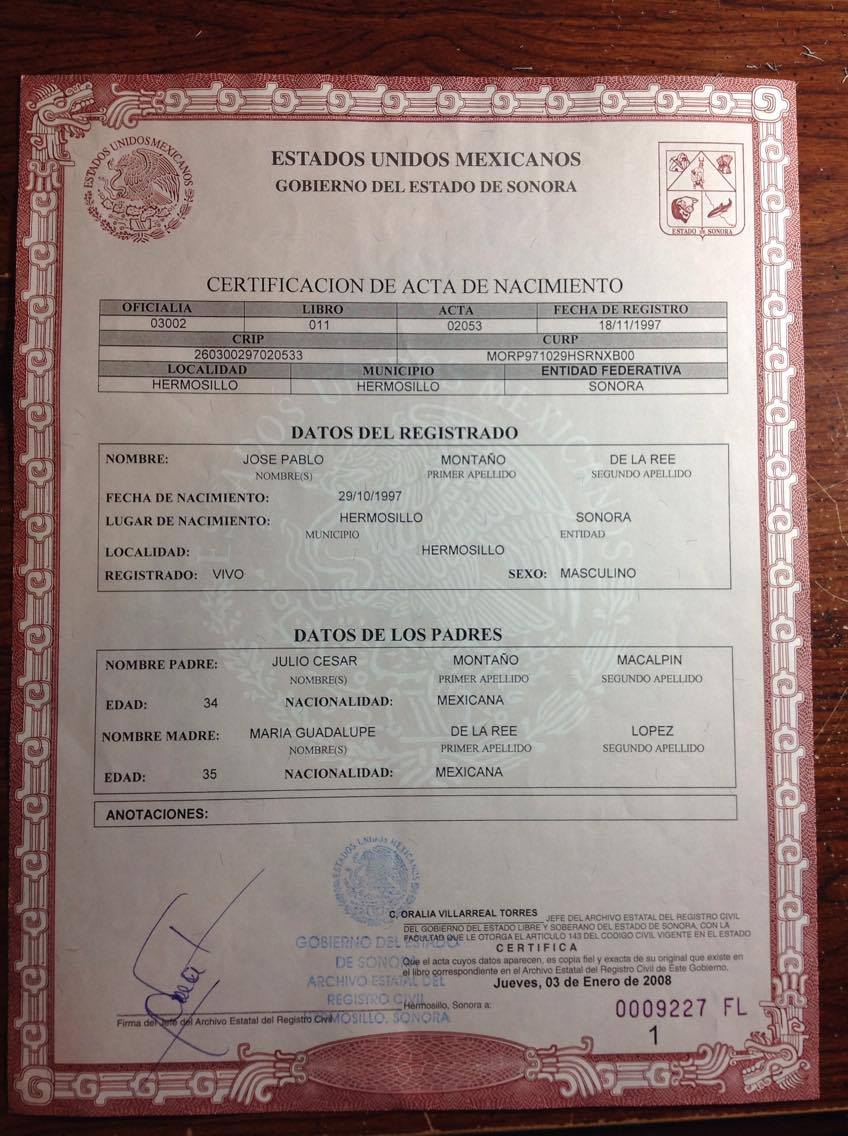 ESTADOS UNIDOS MEXICANOS
ESTADOS UNIDOS MEXICANOS
GOBIERNO DEL ESTADO DE SONORA
ESTADO DE SONORA
CERTIFICACION DE ACTA DE NACIMIENTO
OFICIALIA LIBRO ACTA FECHA DE REGISTRO
03002 011 02053 18/11/1997
CRIP CURP
260300297020533 MORP971029HSRNXB00
LOCALIDAD MUNICIPIO ENTIDAD FEDERATIVA
HERMOSILLO HERMOSILLO SONORA
DATOS DEL REGISTRADO
NOMBRE: JOSE PABLO MONTAÑO DE LA REE
NOMBRE(S) PRIMER APELLIDO SEGUNDO APELLIDO
FECHA DE NACIMIENTO: 29/10/1997
LUGAR DE NACIMIENTO: HERMOSILLO SONORA
MUNICIPIO ENTIDAD
LOCALIDAD: HERMOSILLO
REGISTRADO: VIVO SEXO: MASCULINO
DATOS DE LOS PADRES
NOMBRE PADRE: JULIO CESAR MONTAÑO MACALPIN
NOMBRE(S) PRIMER APELLIDO SEGUNDO APELLIDO
EDAD: 34 NACIONALIDAD: MEXICANA
NOMBRE MADRE: MARIA GUADALUPE DE LA REE LOPEZ
NOMBRE(S) PRIMER APELLIDO SEGUNDO APELLIDO
EDAD: 35 NACIONALIDAD: MEXICANA
ANOTACIONES:
ESTADOS UNIDOS MEXICANOS
C. ORALIA VILLARREAL TORRES JEFE DEL ARCHIVO ESTATAL DEL REGISTRO CIVIL
DEL GOBIERNO DEL ESTADO LIBRE Y SOBERANO DEL ESTADO DE SONORA, CON LA
FACULTAD QUE LE OTORGA EL ARTICULO 143 DEL CODIGO CIVIL VIGENTE EN EL ESTADO
CERTIFICA
Que el acta cuyos datos aparecen, es copia fiel y exacta de su original que existe en
el libro correspondiente en el Archivo Estatal del Registro Civil de Este Gobierno.
Jueves, 03 de Enero de 2008
Hermosillo, Sonora a:
GOBIERNO DEL ESTADO
DE SONORA
ARCHIVO ESTATAL DEL
REGISTRO CIVIL
HERMOSILLO, SONORA
Firma del Jefe del Archivo Estatal del Registro Civil
0009227 FL
1